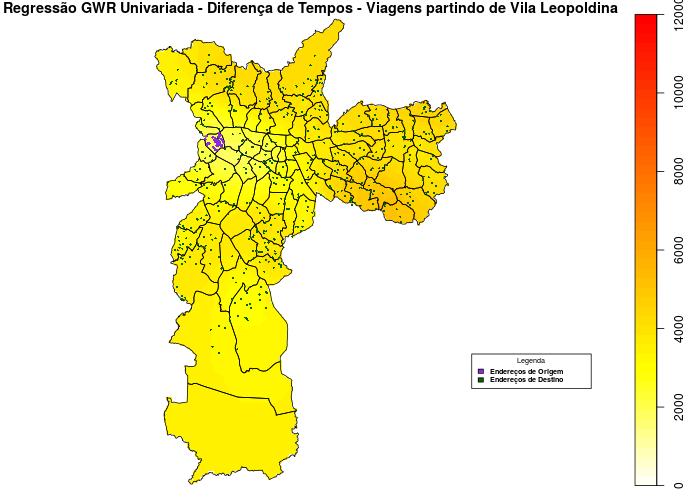 Regressão GWR Univariada - Diferença de Tempos - Viagens partindo de Vila Leopoldina
12000
10000
8000
6000
4000
2000
0
Legenda
Endereços de Origem
Endereços de Destino